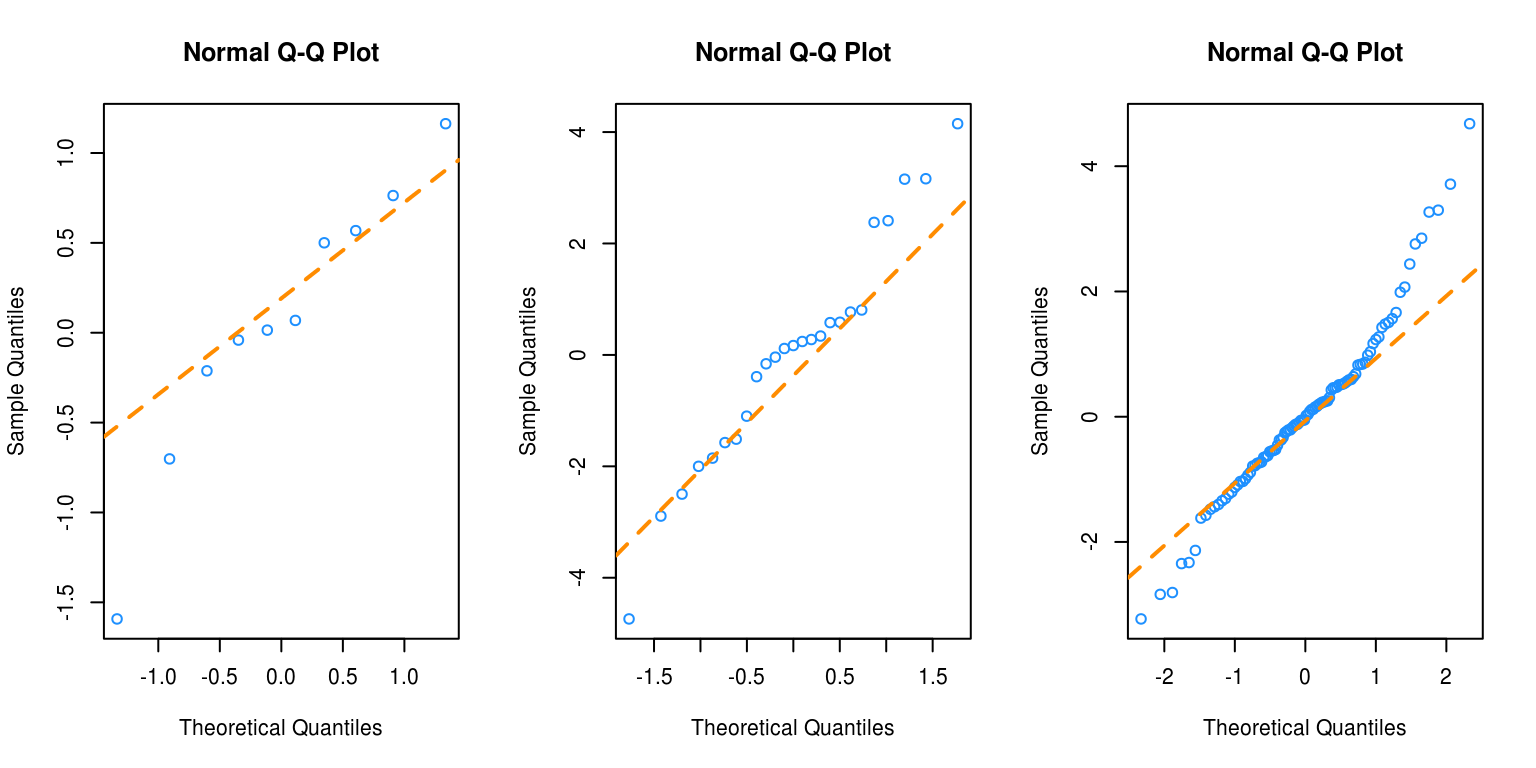 Normal Q-Q Plot
Sample Quantiles
1.0
0.5
0.0
-0.5
-1.0
-1.5
-1.0 -0.5 0.0 0.5 1.0
Theoretical Quantiles
Normal Q-Q Plot
Sample Quantiles
4
2
0
-2
-4
-1.5 -0.5 0.5 1.5
Theoretical Quantiles
Normal Q-Q Plot
Sample Quantiles
4
2
0
-2
-2 -1 0 1 2
Theoretical Quantiles